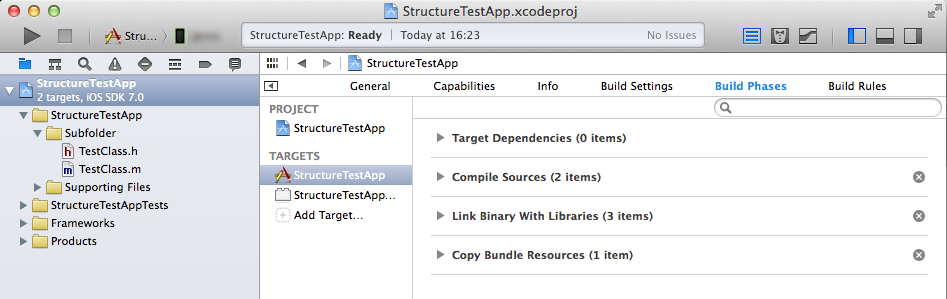 StructureTestApp.xcodeproj
Stru...
StructureTestApp: Ready | Today at 16:23 No Issues
StructureTestApp
2 targets, iOS SDK 7.0
StructureTestApp
Subfolder
TestClass.h
TestClass.m
Supporting Files
StructureTestAppTests
Frameworks
Products
StructureTestApp
General Capabilities Info Build Settings Build Phases Build Rules
PROJECT
StructureTestApp
TARGETS
StructureTestApp
StructureTestApp...
Add Target...
Target Dependencies (0 items)
Compile Sources (2 items)
Link Binary With Libraries (3 items)
Copy Bundle Resources (1 item)